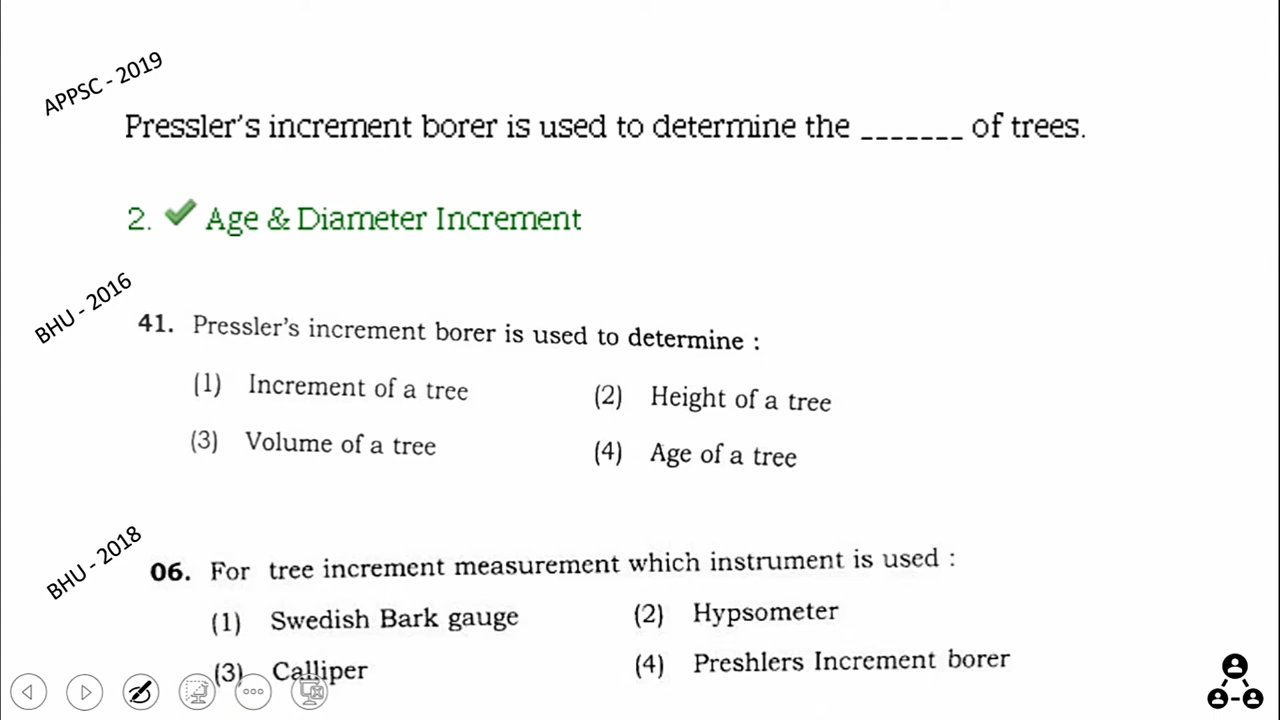 APPSC - 2019
Pressler's increment borer is used to determine the _______ of trees.
2. ✔ Age & Diameter Increment
BHU - 2016
41. Pressler's increment borer is used to determine :
(1) Increment of a tree (2) Height of a tree
(3) Volume of a tree (4) Age of a tree
BHU - 2018
06. For tree increment measurement which instrument is used :
(1) Swedish Bark gauge (2) Hypsometer
(3) Calliper (4) Preshlers Increment borer